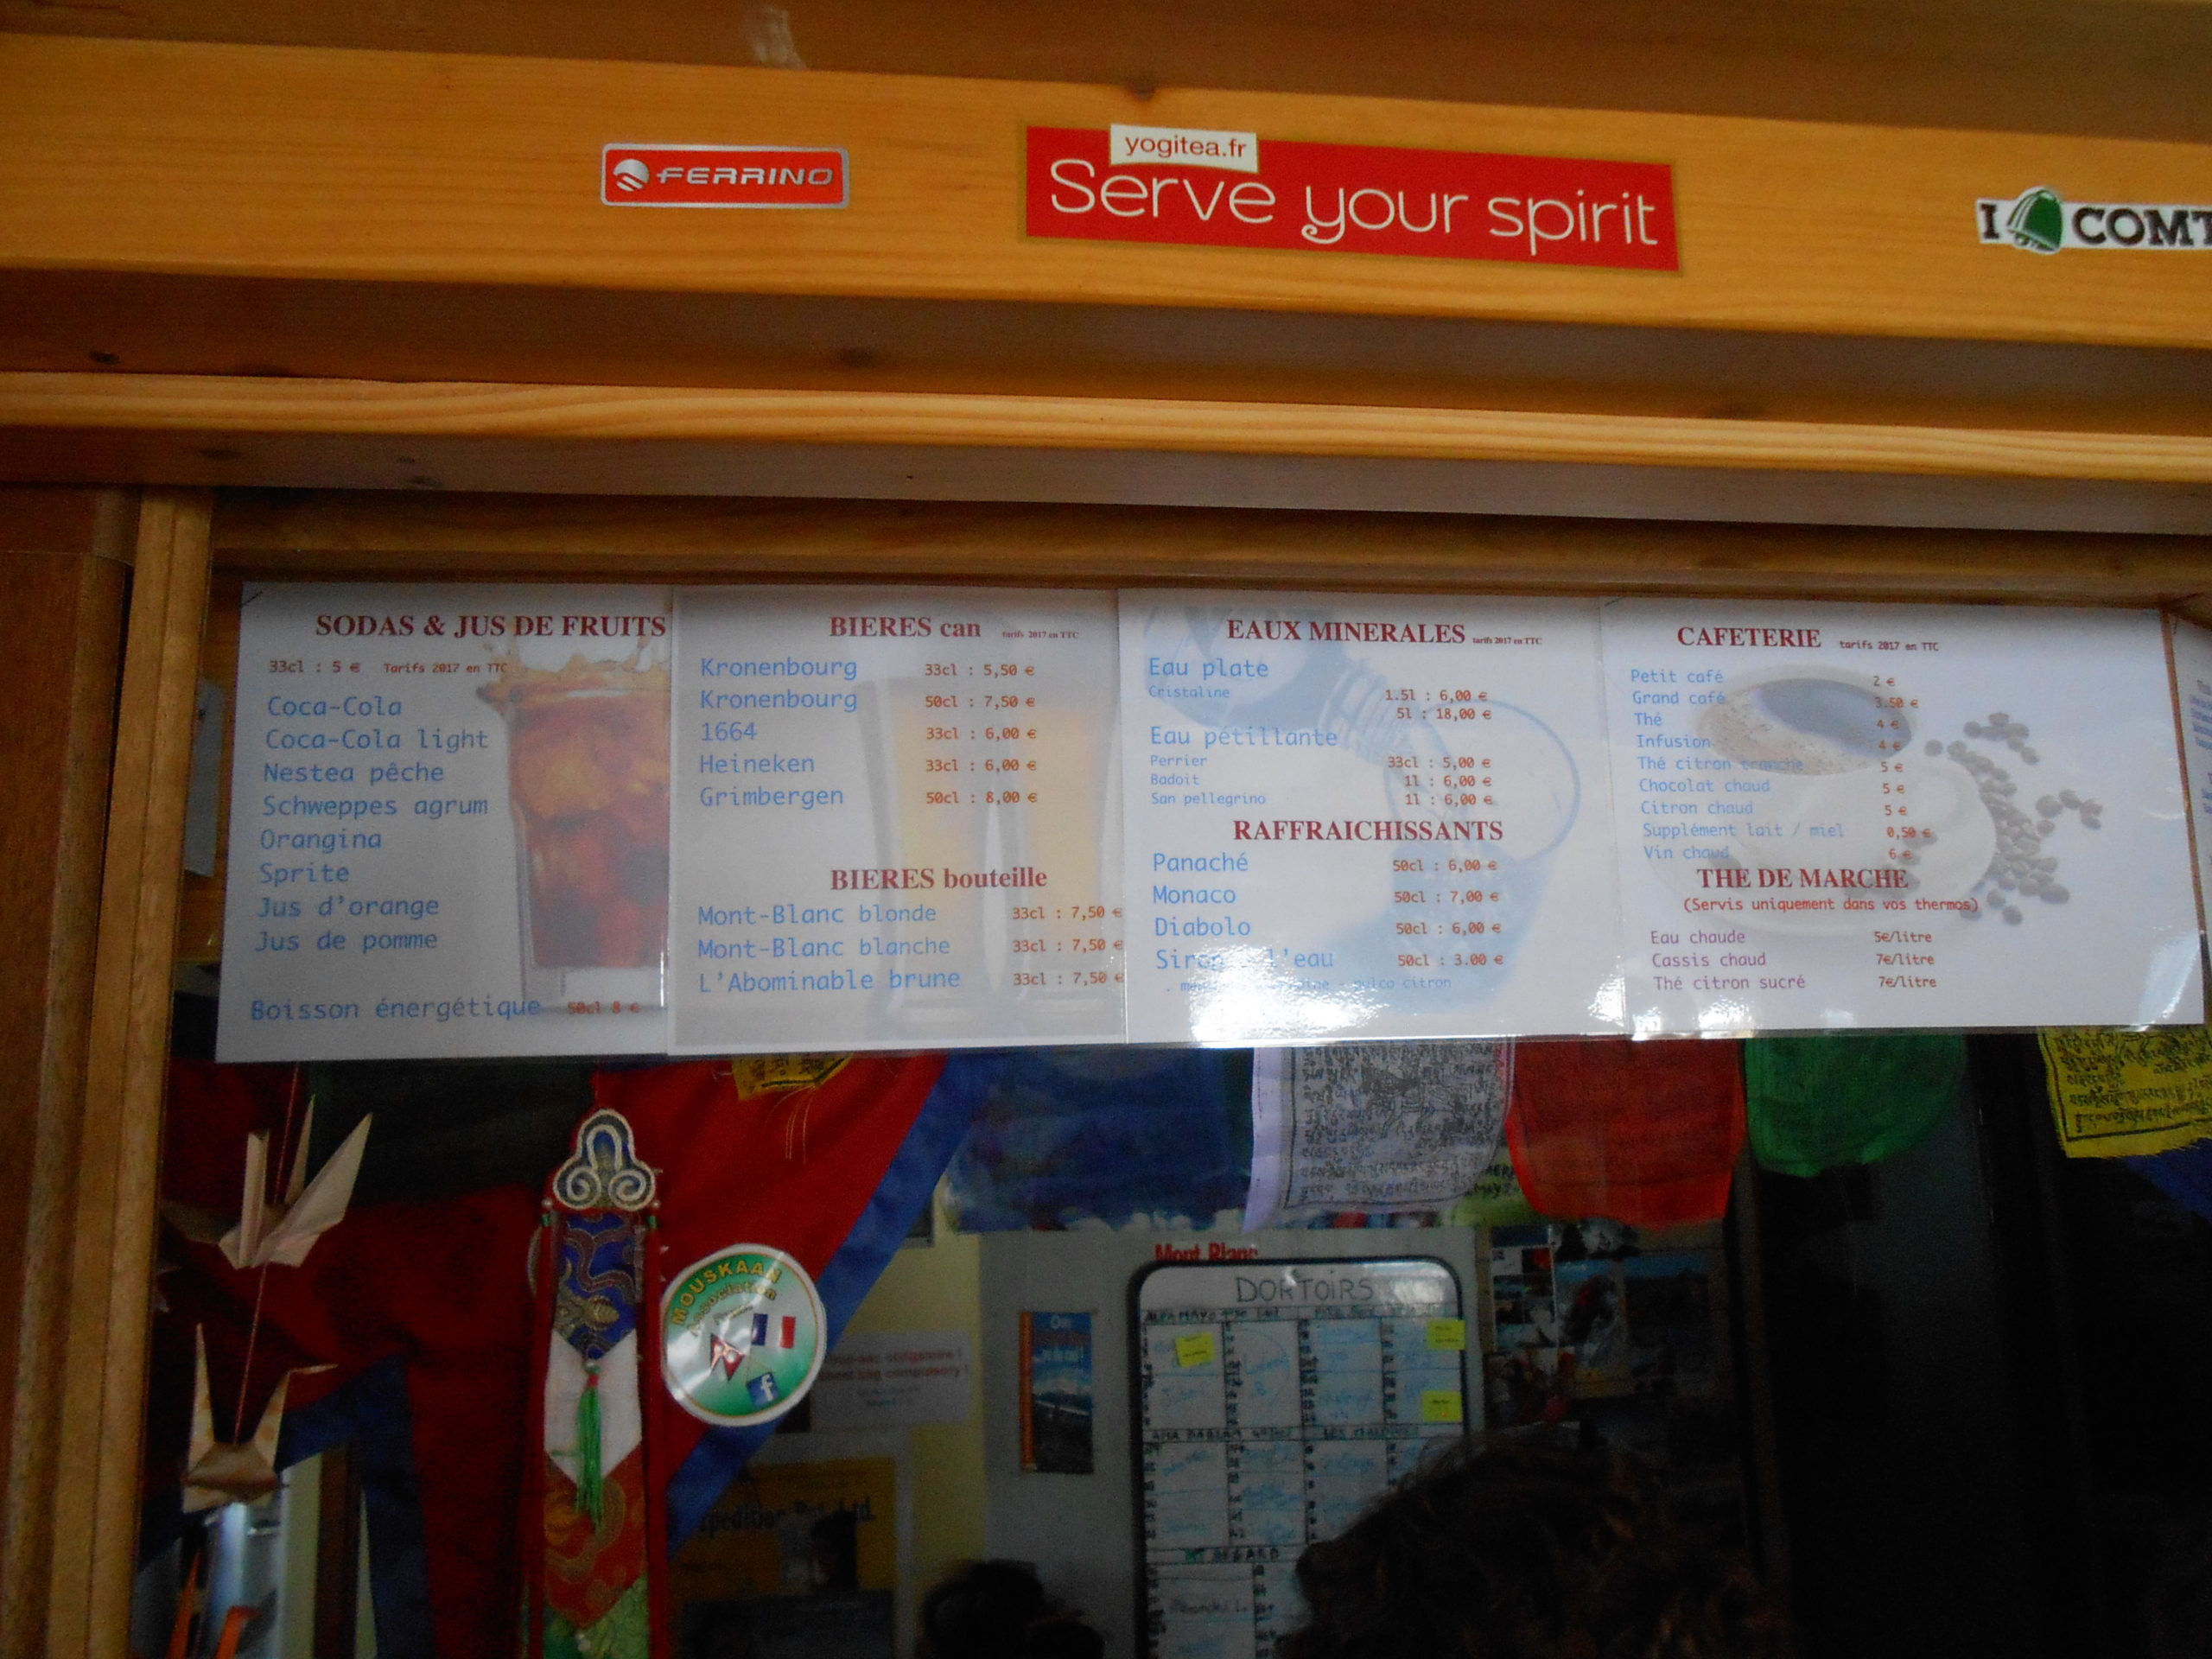 FERRINO
yogitea.fr
Serve your spirit
I COMT
SODAS & JUS DE FRUITS
33cl : 5 € Tarifs 2017 en TTC
Coca-Cola
Coca-Cola light
Nestea pêche
Schweppes agrum
Orangina
Sprite
Jus d'orange
Jus de pomme
Boisson énergétique 50cl 8 €
BIERES can tarifs 2017 en TTC
Kronenbourg 33cl : 5,50 €
Kronenbourg 50cl : 7,50 €
1664 33cl : 6,00 €
Heineken 33cl : 6,00 €
Grimbergen 50cl : 8,00 €
BIERES bouteille
Mont-Blanc blonde 33cl : 7,50 €
Mont-Blanc blanche 33cl : 7,50 €
L'Abominable brune 33cl : 7,50 €
EAUX MINERALES tarifs 2017 en TTC
Eau plate
Cristaline 1.5l : 6,00 €
5l : 18,00 €
Eau pétillante
Perrier 33cl : 5,00 €
Badoit 1l : 6,00 €
San pellegrino 1l : 6,00 €
RAFFRAICHISSANTS
Panaché 50cl : 6,00 €
Monaco 50cl : 7,00 €
Diabolo 50cl : 6,00 €
l'eau 50cl : 3.00 €
citron
CAFETERIE tarifs 2017 en TTC
Petit café 2 €
Grand café 3.50 €
Thé 4 €
Infusion 4 €
Thé citron tranche 5 €
Chocolat chaud 5 €
Citron chaud 5 €
Supplément lait / miel 0,50 €
Vin chaud 6 €
THE DE MARCHE
(Servis uniquement dans vos thermos)
Eau chaude 5€/litre
Cassis chaud 7€/litre
Thé citron sucré 7€/litre
MOUSKAAN
Association
f
Mont Blanc
DORTOIRS